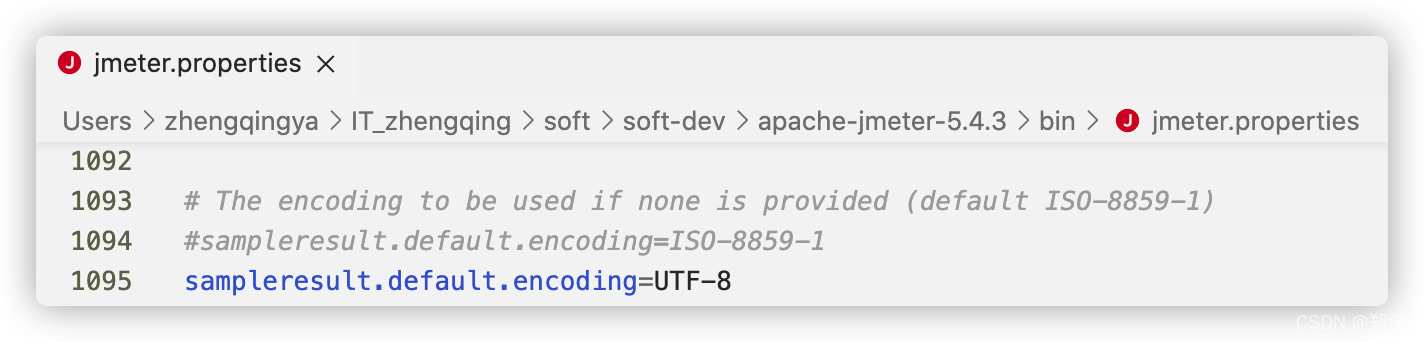 jmeter.properties
Users > zhengqingya > IT_zhengqing > soft > soft-dev > apache-jmeter-5.4.3 > bin > jmeter.properties
1092
1093 # The encoding to be used if none is provided (default ISO-8859-1)
1094 #sampleresult.default.encoding=ISO-8859-1
1095 sampleresult.default.encoding=UTF-8
CSDN